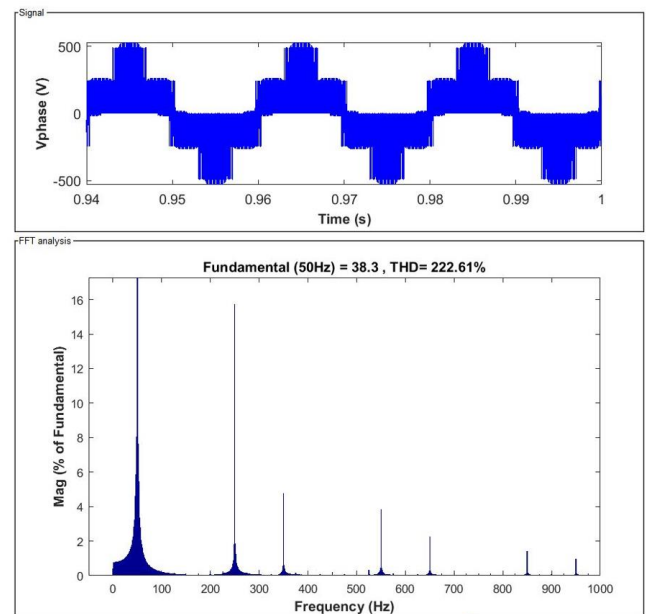 Signal
500
0
-500
Vphase (V)
0.94 0.95 0.96 0.97 0.98 0.99 1
Time (s)
FFT analysis
Fundamental (50Hz) = 38.3 , THD= 222.61%
16
14
12
10
8
6
4
2
0
Mag (% of Fundamental)
0 100 200 300 400 500 600 700 800 900 1000
Frequency (Hz)